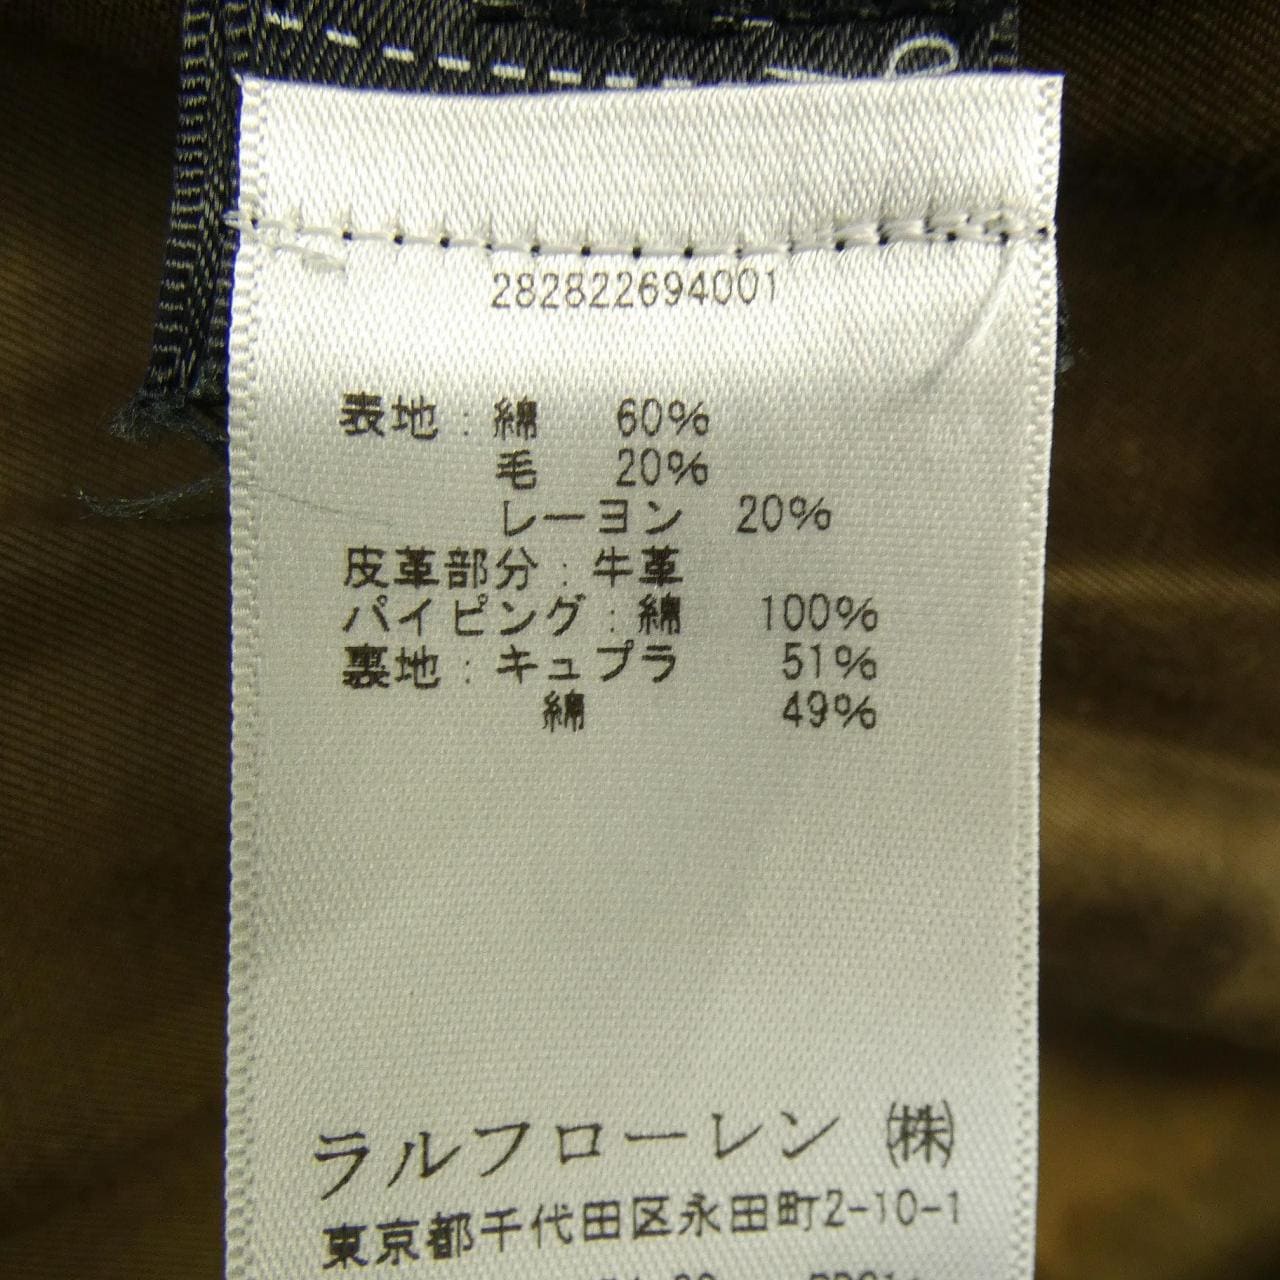 282822694001
表地:綿 60%
毛 20%
レーヨン 20%
皮革部分:牛革
パイピング:綿 100%
裏地:キュプラ 51%
綿 49%
ラルフローレン ㈱
東京都千代田区永田町2-10-1